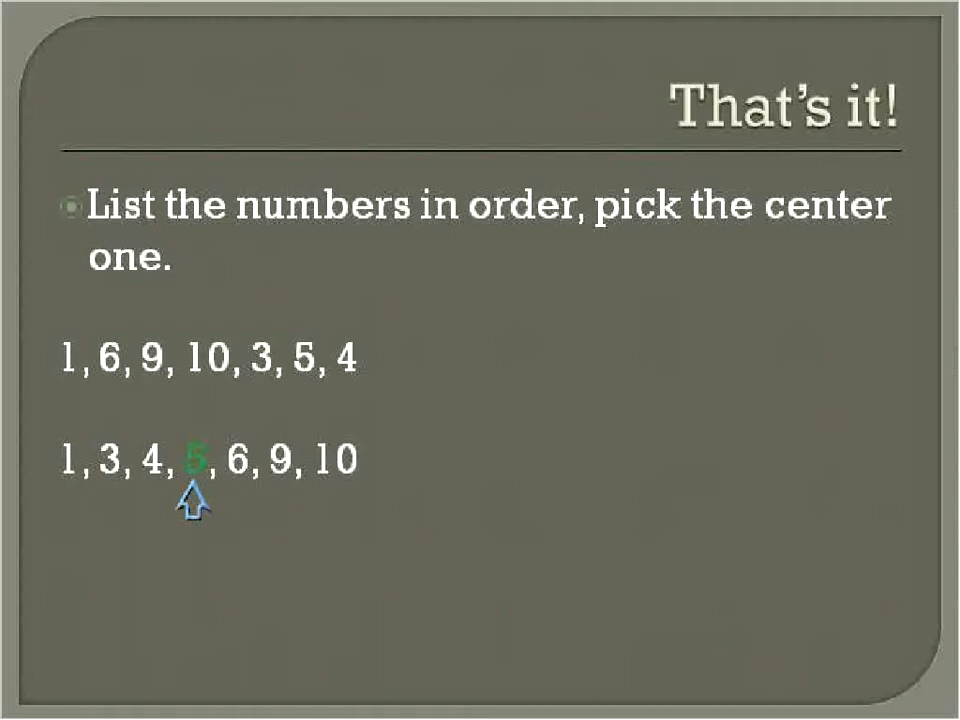 That's it!
List the numbers in order, pick the center
one.
1, 6, 9, 10, 3, 5, 4
1, 3, 4, 5, 6, 9, 10